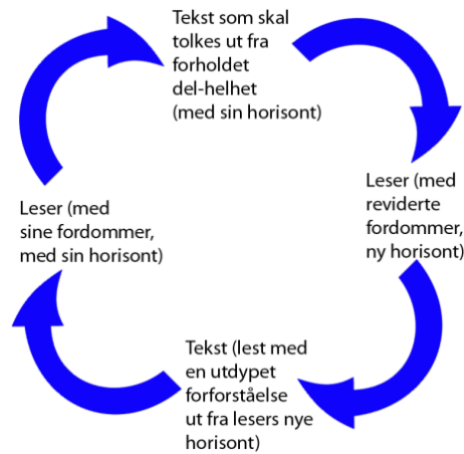 Tekst som skal
tolkes ut fra
forholdet
del-helhet
(med sin horisont)
Leser (med
reviderte
fordommer,
ny horisont)
Tekst (lest med
en utdypet
forforståelse
ut fra lesers nye
horisont)
Leser (med
sine fordommer,
med sin horisont)